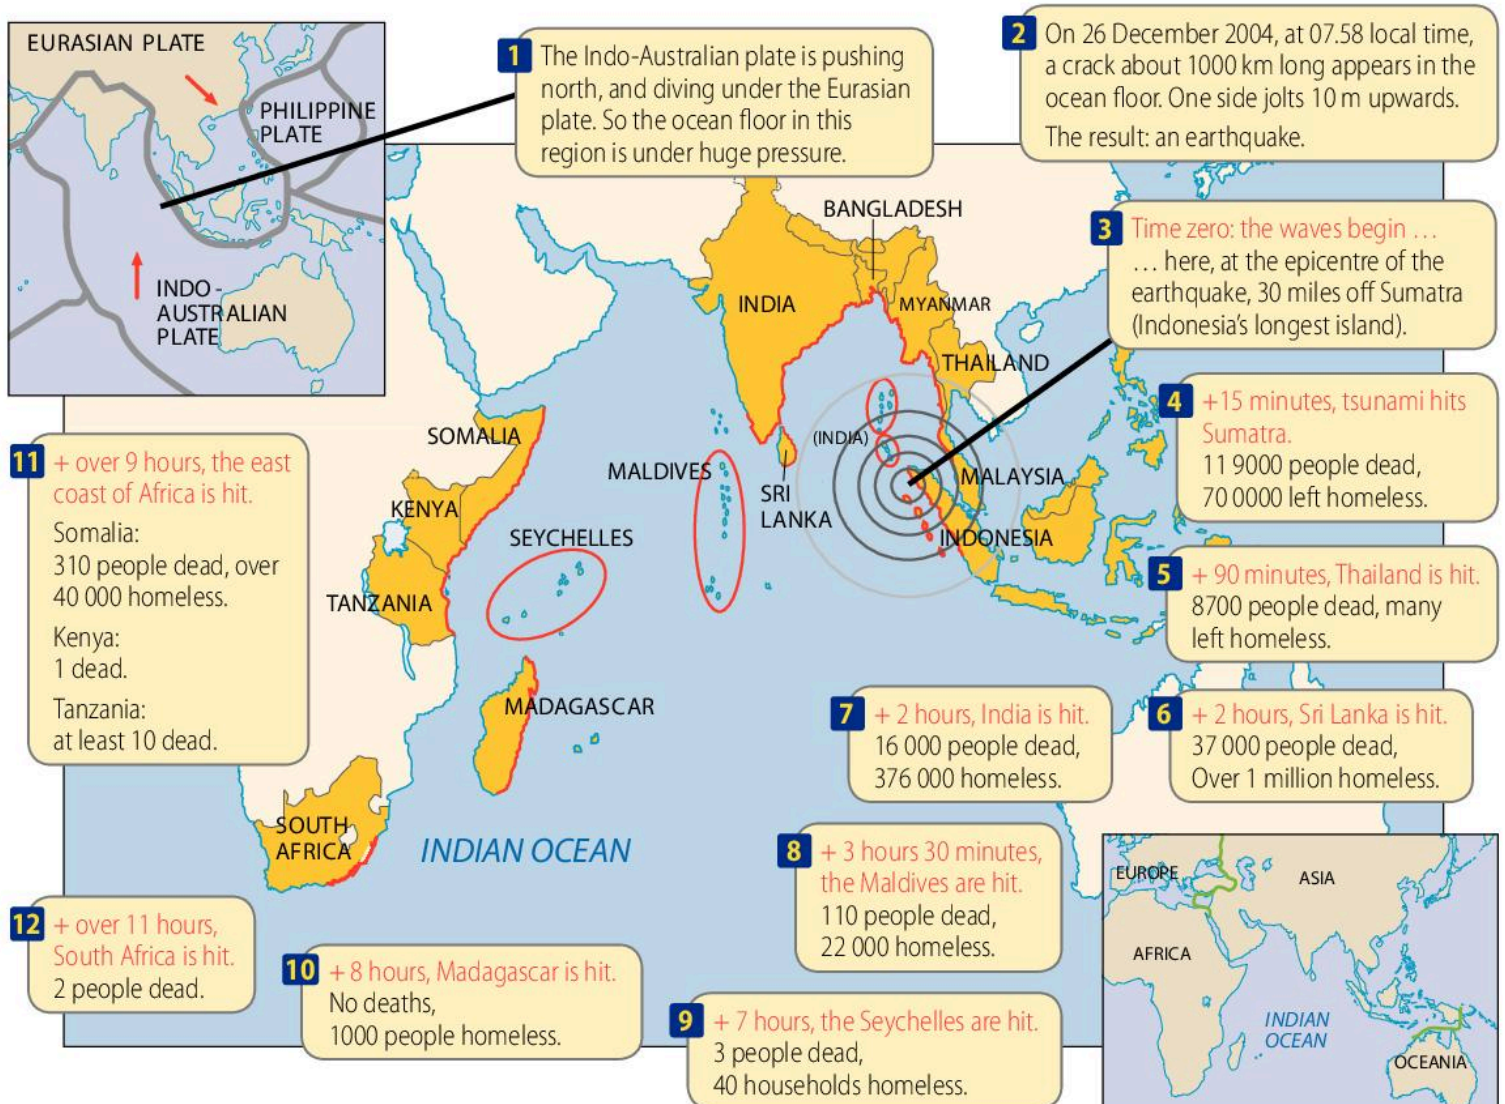 EURASIAN PLATE
PHILIPPINE
PLATE
INDO -
AUSTRALIAN
PLATE
1
The Indo-Australian plate is pushing
north, and diving under the Eurasian
plate. So the ocean floor in this
region is under huge pressure.
2
On 26 December 2004, at 07.58 local time,
a crack about 1000 km long appears in the
ocean floor. One side jolts 10 m upwards.
The result: an earthquake.
3
Time zero: the waves begin …
… here, at the epicentre of the
earthquake, 30 miles off Sumatra
(Indonesia's longest island).
4
+15 minutes, tsunami hits
Sumatra.
11 9000 people dead,
70 0000 left homeless.
5
+ 90 minutes, Thailand is hit.
8700 people dead, many
left homeless.
6
+ 2 hours, Sri Lanka is hit.
37 000 people dead,
Over 1 million homeless.
7
+ 2 hours, India is hit.
16 000 people dead,
376 000 homeless.
8
+ 3 hours 30 minutes,
the Maldives are hit.
110 people dead,
22 000 homeless.
9
+ 7 hours, the Seychelles are hit.
3 people dead,
40 households homeless.
10
+ 8 hours, Madagascar is hit.
No deaths,
1000 people homeless.
11
+ over 9 hours, the east
coast of Africa is hit.
Somalia:
310 people dead, over
40 000 homeless.
Kenya:
1 dead.
Tanzania:
at least 10 dead.
12
+ over 11 hours,
South Africa is hit.
2 people dead.
BANGLADESH
INDIA
MYANMAR
THAILAND
(INDIA)
MALAYSIA
SRI
LANKA
INDONESIA
MALDIVES
SOMALIA
KENYA
SEYCHELLES
TANZANIA
MADAGASCAR
SOUTH
AFRICA
INDIAN OCEAN
EUROPE
ASIA
AFRICA
INDIAN
OCEAN
OCEANIA